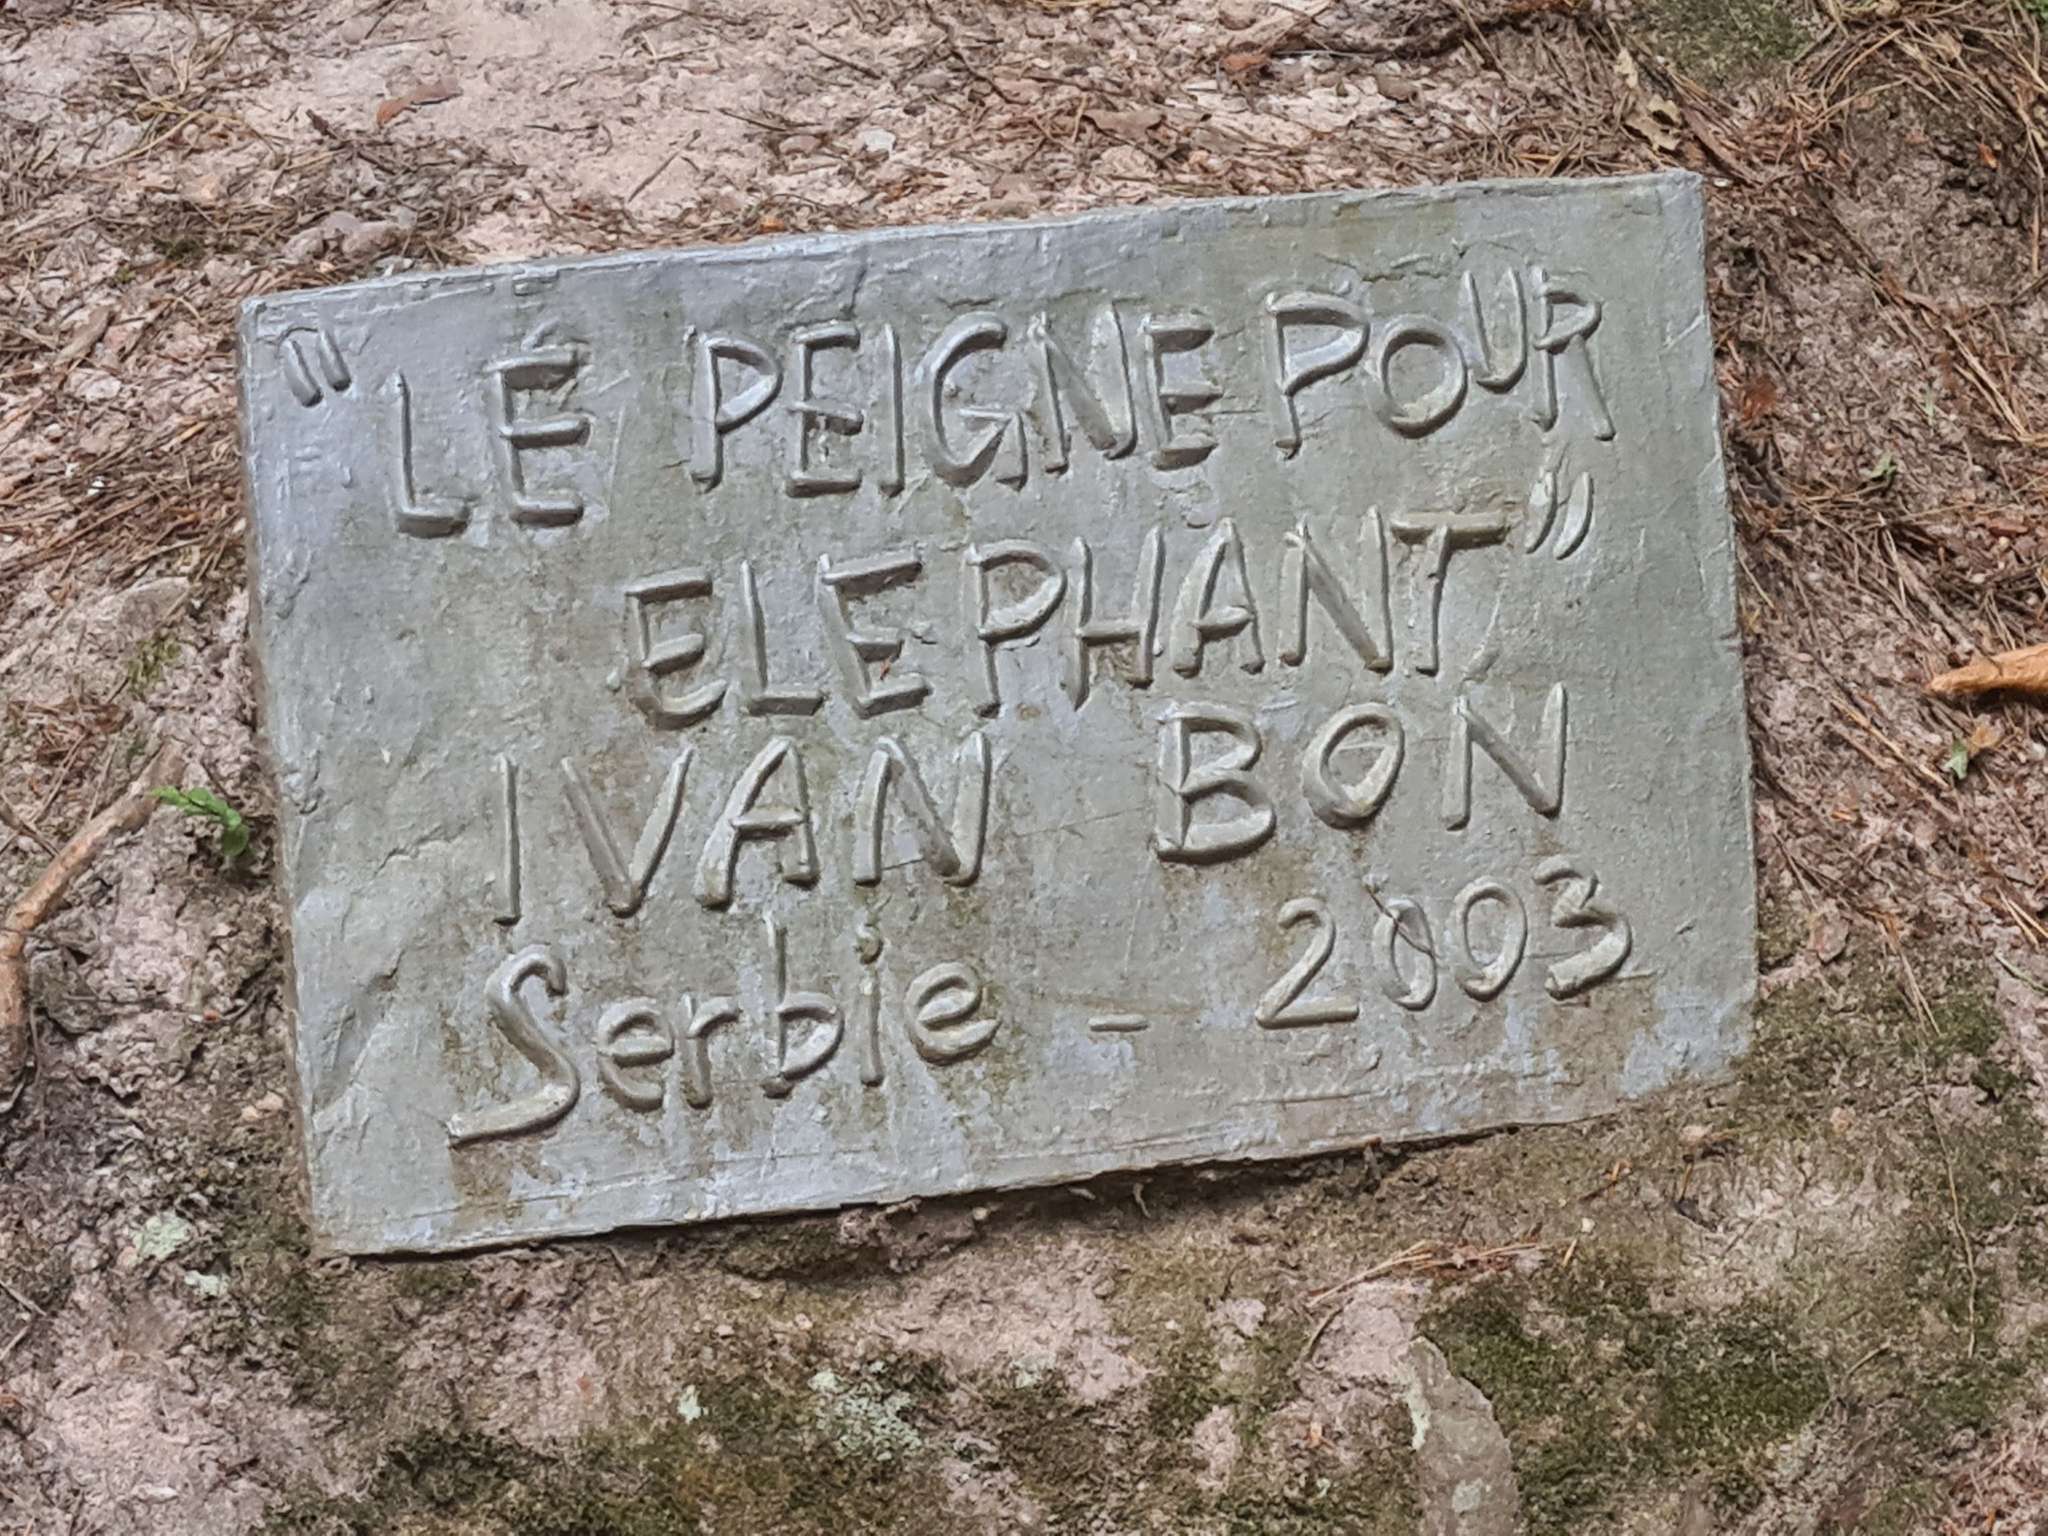 "LE PEIGNE POUR
ELEPHANT"
IVAN BON
Serbie - 2003